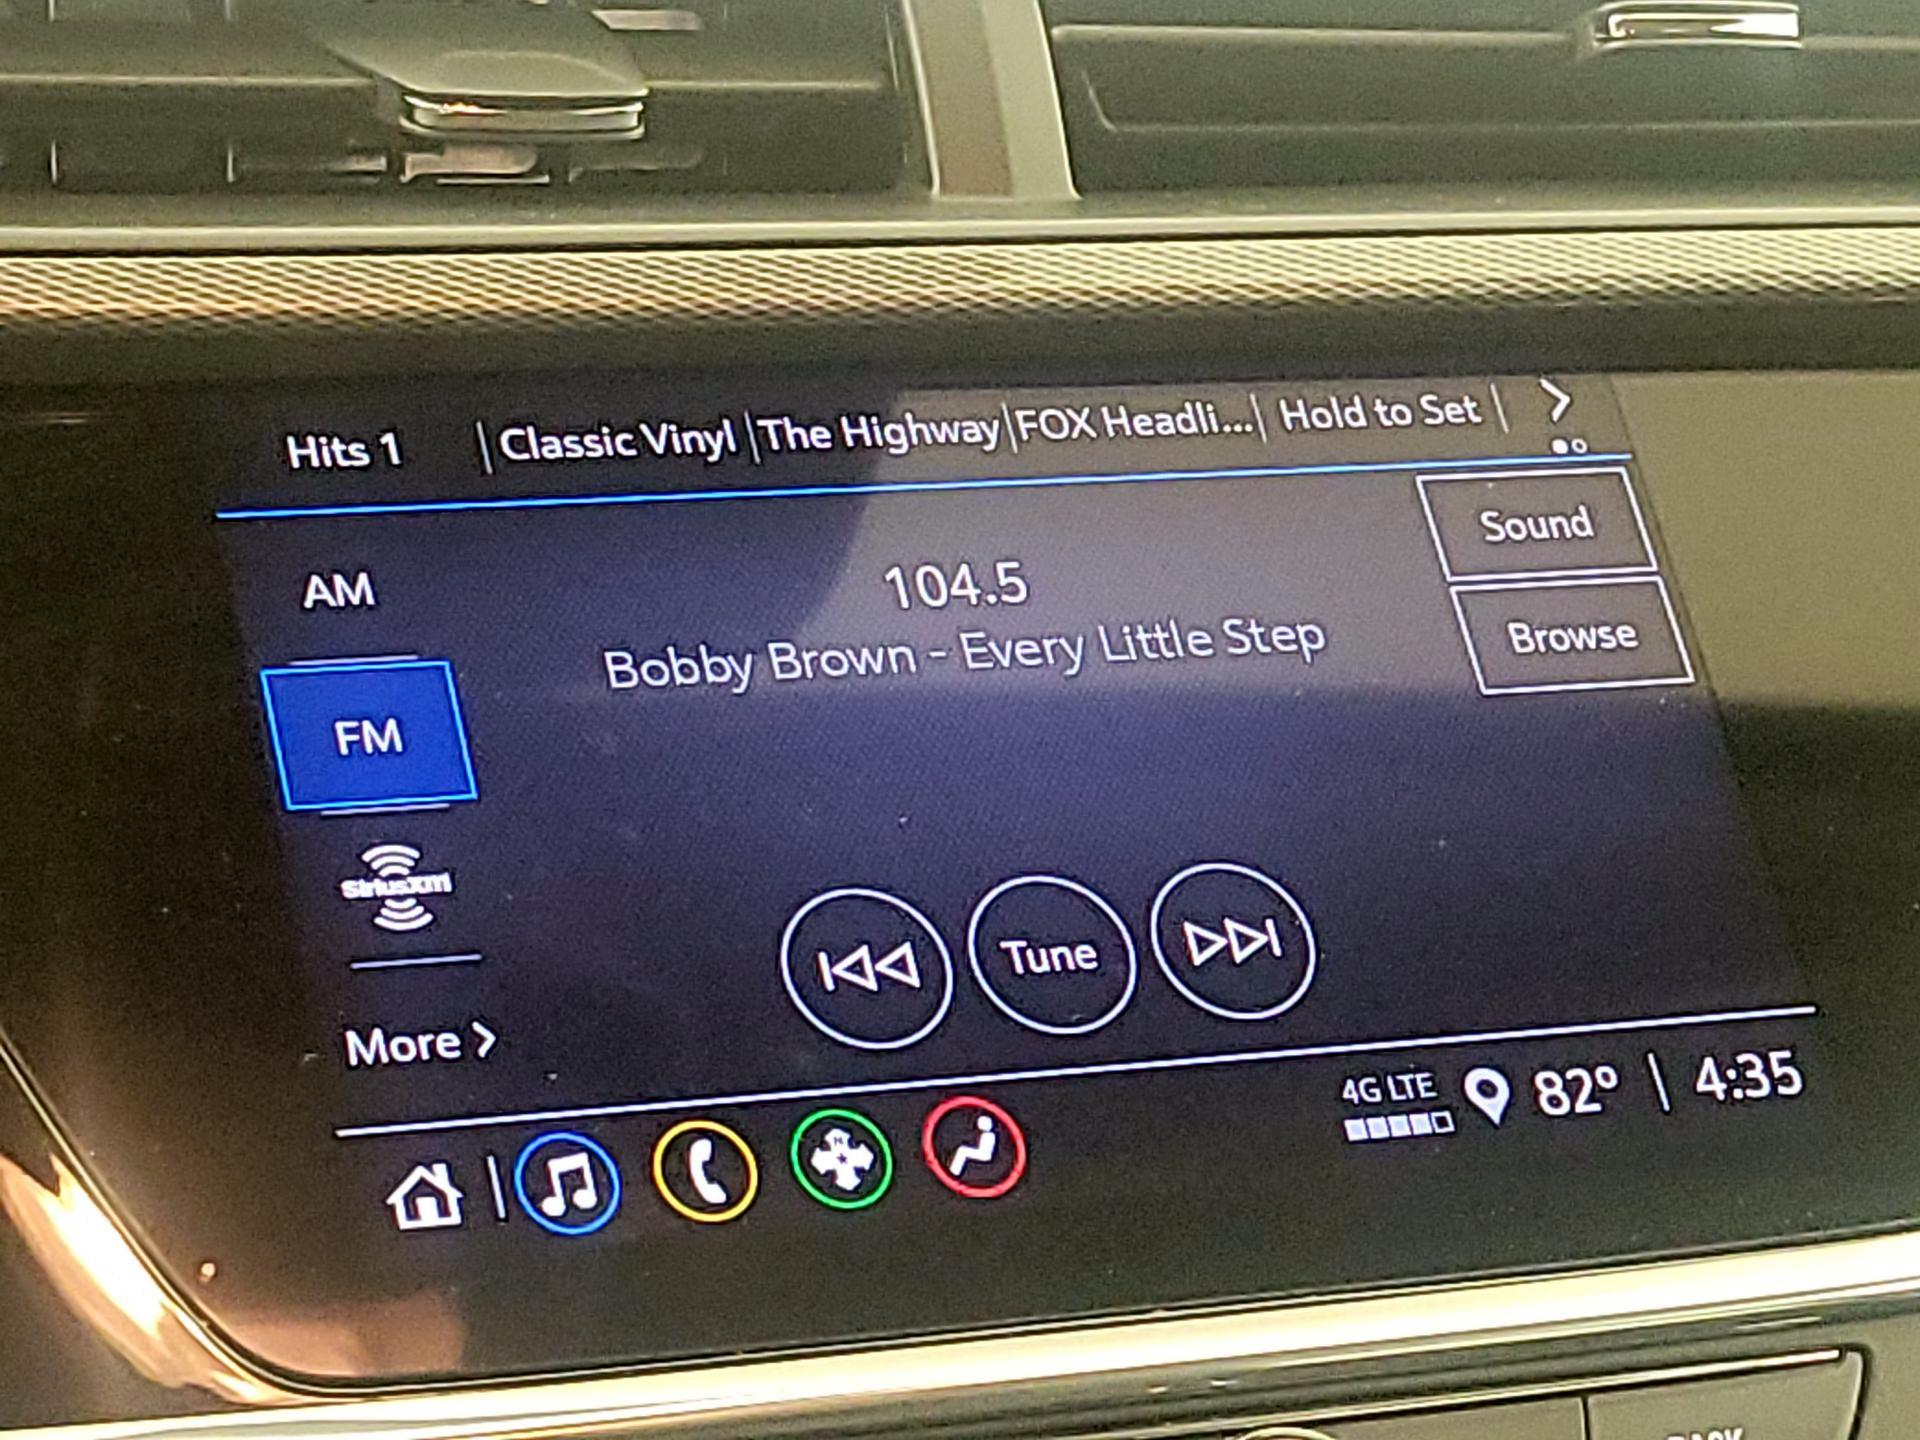 Hits 1 | Classic Vinyl | The Highway | FOX Headli... | Hold to Set |
Sound
AM
104.5
Browse
Bobby Brown - Every Little Step
FM
siriusxm
Tune
More
4G LTE 82° | 4:35
N
BACK